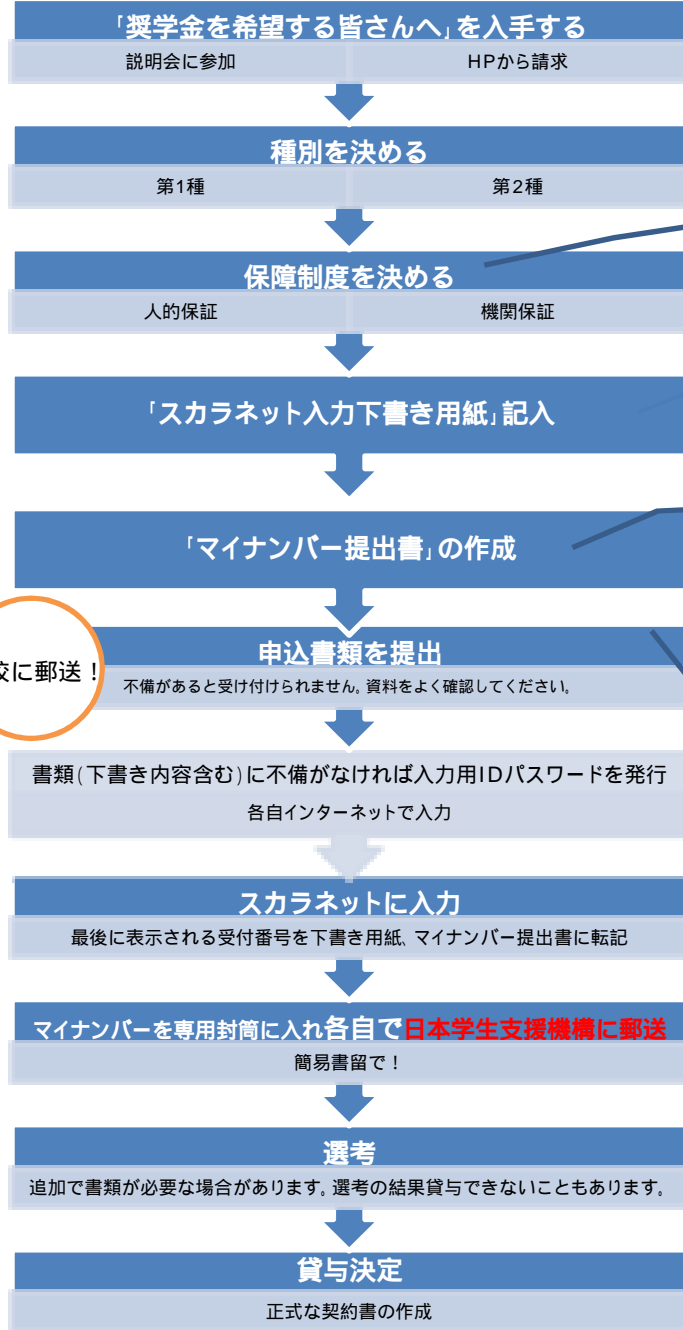 「奨学金を希望する皆さんへ」を入手する
説明会に参加
HPから請求
種別を決める
第1種
第2種
保障制度を決める
人的保証
機関保証
「スカラネット入力下書き用紙」記入
「マイナンバー提出書」の作成
に郵送！
申込書類を提出
不備があると受け付けられません。資料をよく確認してください。
書類(下書き内容含む)に不備がなければ入力用IDパスワードを発行
各自インターネットで入力
スカラネットに入力
最後に表示される受付番号を下書き用紙、マイナンバー提出書に転記
マイナンバーを専用封筒に入れ各自で日本学生支援機構に郵送
簡易書留で！
選考
追加で書類が必要な場合があります。選考の結果貸与できないこともあります。
貸与決定
正式な契約書の作成